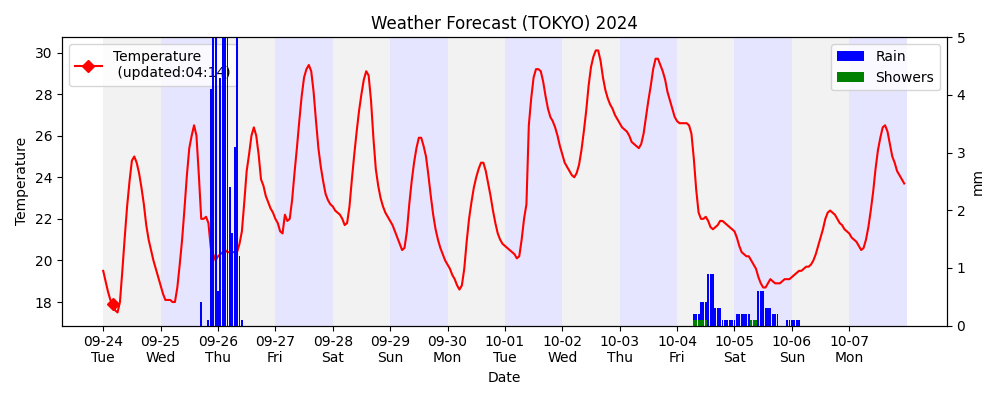 Weather Forecast (TOKYO) 2024
Temperature
(updated:04:14)
Rain
Showers
30
28
26
24
22
20
18
Temperature
5
4
3
2
1
0
mm
09-24 09-25 09-26 09-27 09-28 09-29 09-30 10-01 10-02 10-03 10-04 10-05 10-06 10-07
Tue Wed Thu Fri Sat Sun Mon Tue Wed Thu Fri Sat Sun Mon
Date